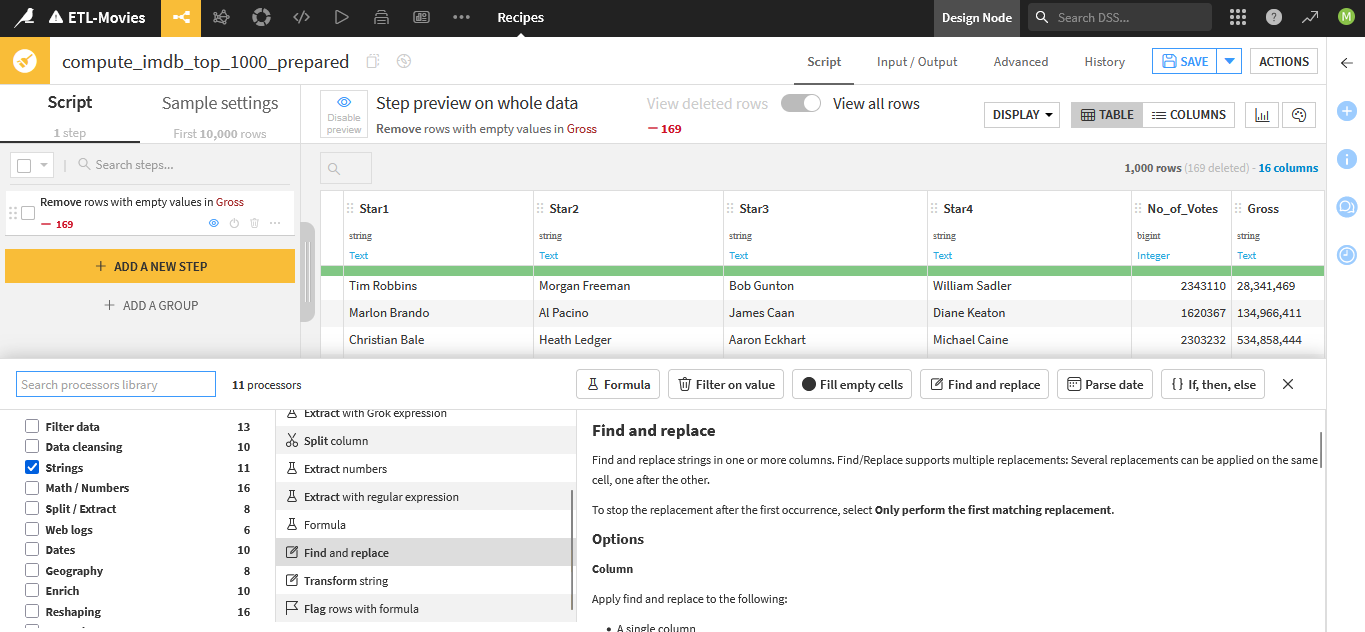 ETL-Movies
Recipes
Design Node
Search DSS...
M
compute_imdb_top_1000_prepared
Script
Input / Output
Advanced
History
SAVE
ACTIONS
Script
1 step
Sample settings
First 10,000 rows
Disable
preview
Step preview on whole data
Remove rows with empty values in Gross
View deleted rows
View all rows
— 169
DISPLAY
TABLE
COLUMNS
Search steps...
1,000 rows (169 deleted) - 16 columns
Remove rows with empty values in Gross
— 169
+ ADD A NEW STEP
+ ADD A GROUP
Star1 Star2 Star3 Star4 No_of_Votes Gross
string string string string bigint string
Text Text Text Text Integer Text
Tim Robbins Morgan Freeman Bob Gunton William Sadler 2343110 28,341,469
Marlon Brando Al Pacino James Caan Diane Keaton 1620367 134,966,411
Christian Bale Heath Ledger Aaron Eckhart Michael Caine 2303232 534,858,444
Search processors library
11 processors
Formula
Filter on value
Fill empty cells
Find and replace
Parse date
{ } If, then, else
Filter data 13
Data cleansing 10
Strings 11
Math / Numbers 16
Split / Extract 8
Web logs 6
Dates 10
Geography 8
Enrich 10
Reshaping 16
Extract with Grok expression
Split column
Extract numbers
Extract with regular expression
Formula
Find and replace
Transform string
Flag rows with formula
Find and replace
Find and replace strings in one or more columns. Find/Replace supports multiple replacements: Several replacements can be applied on the same
cell, one after the other.
To stop the replacement after the first occurrence, select Only perform the first matching replacement.
Options
Column
Apply find and replace to the following:
• A single column